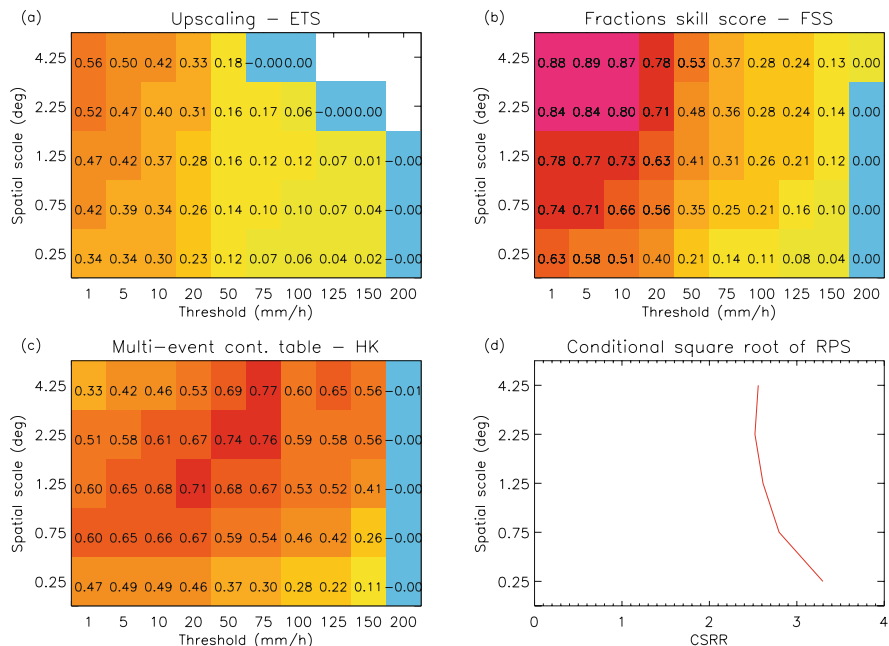 (a) Upscaling – ETS
Spatial scale (deg)
4.25 0.56 0.50 0.42 0.33 0.18 −0.00 0.00
2.25 0.52 0.47 0.40 0.31 0.16 0.17 0.06 −0.00 0.00
1.25 0.47 0.42 0.37 0.28 0.16 0.12 0.12 0.07 0.01 −0.00
0.75 0.42 0.39 0.34 0.26 0.14 0.10 0.10 0.07 0.04 −0.00
0.25 0.34 0.34 0.30 0.23 0.12 0.07 0.06 0.04 0.02 −0.00
1 5 10 20 50 75 100 125 150 200
Threshold (mm/h)
(b) Fractions skill score – FSS
Spatial scale (deg)
4.25 0.88 0.89 0.87 0.78 0.53 0.37 0.28 0.24 0.13 0.00
2.25 0.84 0.84 0.80 0.71 0.48 0.36 0.28 0.24 0.14 0.00
1.25 0.78 0.77 0.73 0.63 0.41 0.31 0.26 0.21 0.12 0.00
0.75 0.74 0.71 0.66 0.56 0.35 0.25 0.21 0.16 0.10 0.00
0.25 0.63 0.58 0.51 0.40 0.21 0.14 0.11 0.08 0.04 0.00
1 5 10 20 50 75 100 125 150 200
Threshold (mm/h)
(c) Multi−event cont. table – HK
Spatial scale (deg)
4.25 0.33 0.42 0.46 0.53 0.69 0.77 0.60 0.65 0.56 −0.01
2.25 0.51 0.58 0.61 0.67 0.74 0.76 0.59 0.58 0.56 −0.00
1.25 0.60 0.65 0.68 0.71 0.68 0.67 0.53 0.52 0.41 −0.00
0.75 0.60 0.65 0.66 0.67 0.59 0.54 0.46 0.42 0.26 −0.00
0.25 0.47 0.49 0.49 0.46 0.37 0.30 0.28 0.22 0.11 −0.00
1 5 10 20 50 75 100 125 150 200
Threshold (mm/h)
(d) Conditional square root of RPS
Spatial scale (deg)
4.25
2.25
1.25
0.75
0.25
0 1 2 3 4
CSRR